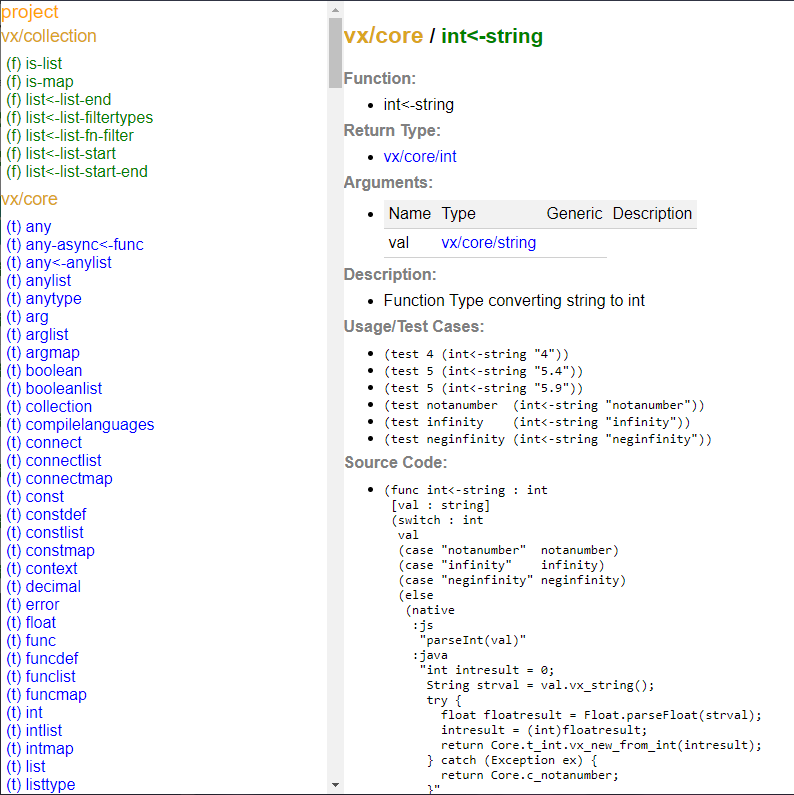 project
vx/collection
(f) is-list
(f) is-map
(f) list<-list-end
(f) list<-list-filtertypes
(f) list<-list-fn-filter
(f) list<-list-start
(f) list<-list-start-end
vx/core
(t) any
(t) any-async<-func
(t) any<-anylist
(t) anylist
(t) anytype
(t) arg
(t) arglist
(t) argmap
(t) boolean
(t) booleanlist
(t) collection
(t) compilelanguages
(t) connect
(t) connectlist
(t) connectmap
(t) const
(t) constdef
(t) constlist
(t) constmap
(t) context
(t) decimal
(t) error
(t) float
(t) func
(t) funcdef
(t) funclist
(t) funcmap
(t) int
(t) intlist
(t) intmap
(t) list
(t) listtype
vx/core / int<-string
Function:
• int<-string
Return Type:
• vx/core/int
Arguments:
• Name Type Generic Description
val vx/core/string
Description:
• Function Type converting string to int
Usage/Test Cases:
• (test 4 (int<-string "4"))
• (test 5 (int<-string "5.4"))
• (test 5 (int<-string "5.9"))
• (test notanumber  (int<-string "notanumber"))
• (test infinity    (int<-string "infinity"))
• (test neginfinity (int<-string "neginfinity"))
Source Code:
• (func int<-string : int
 [val : string]
 (switch : int
  val
  (case "notanumber"  notanumber)
  (case "infinity"    infinity)
  (case "neginfinity" neginfinity)
  (else
   (native
    :js
     "parseInt(val)"
    :java
     "int intresult = 0;
      String strval = val.vx_string();
      try {
        float floatresult = Float.parseFloat(strval);
        intresult = (int)floatresult;
        return Core.t_int.vx_new_from_int(intresult);
      } catch (Exception ex) {
        return Core.c_notanumber;
      }"